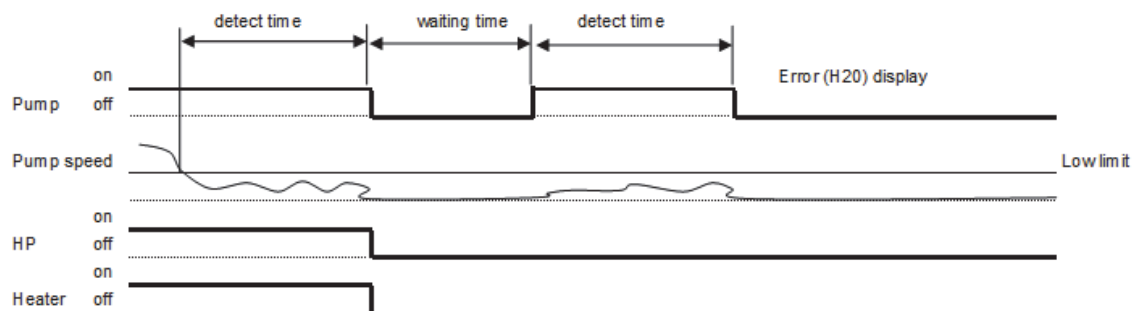 detect time waiting time detect time
on Error (H20) display
Pump off
Pump speed Low limit
on
HP off
on
Heater off